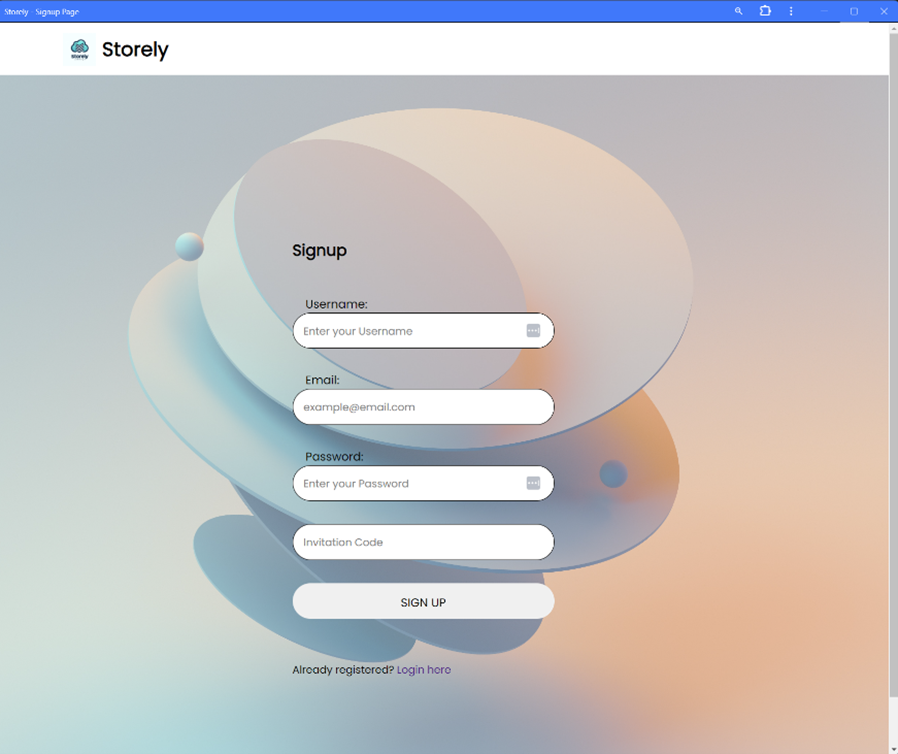 Storely - Signup Page
Storely
Storely
Signup
Username:
Enter your Username
Email:
example@email.com
Password:
Enter your Password
Invitation Code
SIGN UP
Already registered? Login here